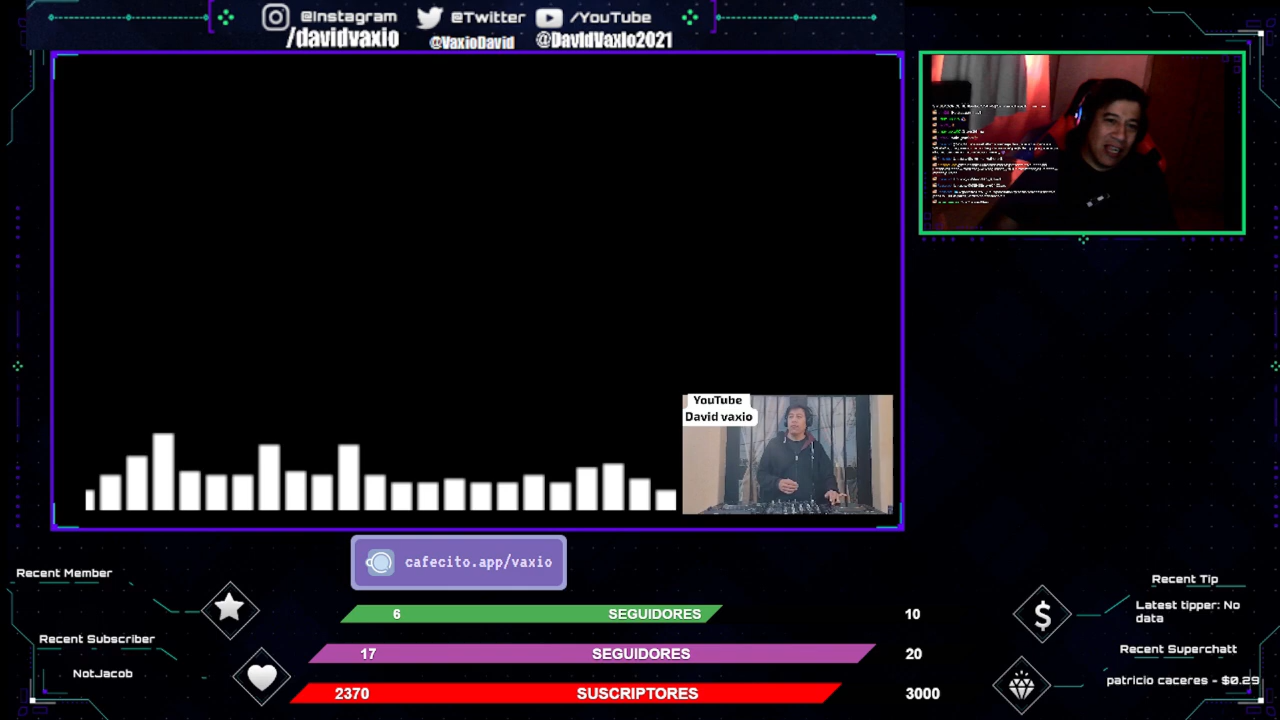 @Instagram
/davidvaxio
@Twitter
@VaxioDavid
/YouTube
@DavidVaxio2021
YouTube
David vaxio
cafecito.app/vaxio
Recent Member
Recent Subscriber
NotJacob
6 SEGUIDORES 10
17 SEGUIDORES 20
2370 SUSCRIPTORES 3000
Recent Tip
Latest tipper: No
data
Recent Superchatt
patricio caceres - $0.29